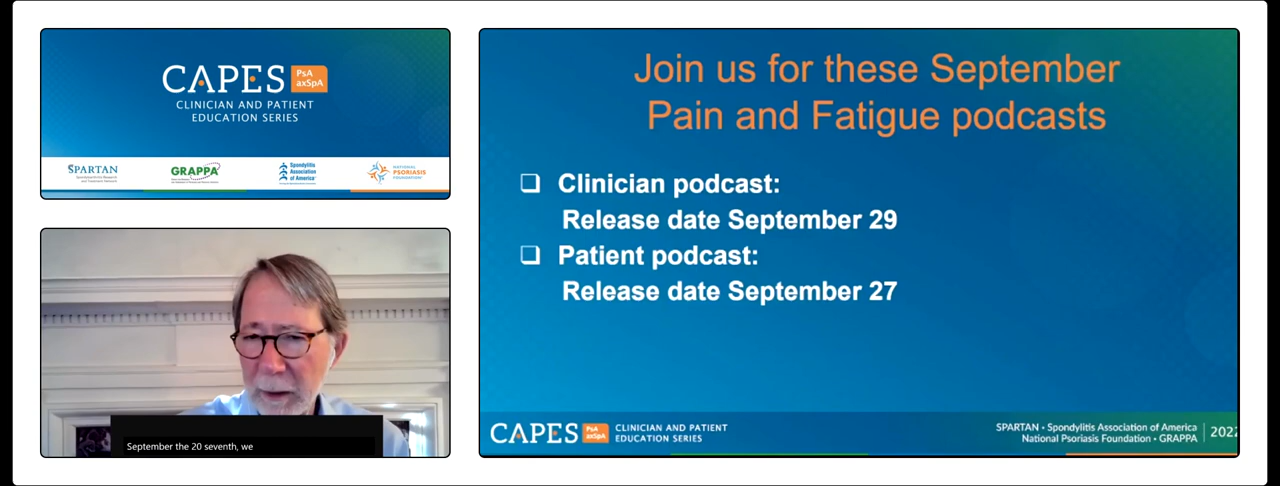 CAPES PsA axSpA
CLINICIAN AND PATIENT
EDUCATION SERIES
SPARTAN
GRAPPA
Spondylitis
Association
of America
NATIONAL
PSORIASIS
FOUNDATION
September the 20 seventh, we
Join us for these September
Pain and Fatigue podcasts
Clinician podcast:
Release date September 29
Patient podcast:
Release date September 27
CAPES PsA axSpA CLINICIAN AND PATIENT
EDUCATION SERIES
SPARTAN • Spondylitis Association of America
National Psoriasis Foundation • GRAPPA
2022